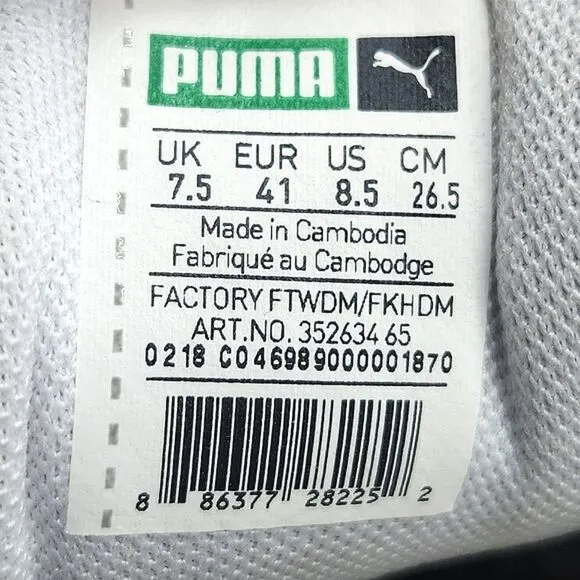 PUMA
UK EUR US CM
7.5 41 8.5 26.5
Made in Cambodia
Fabriqué au Cambodge
FACTORY FTWDM/FKHDM
ART.NO. 352634 65
0218 C046989000001870
8 86377 28225 2